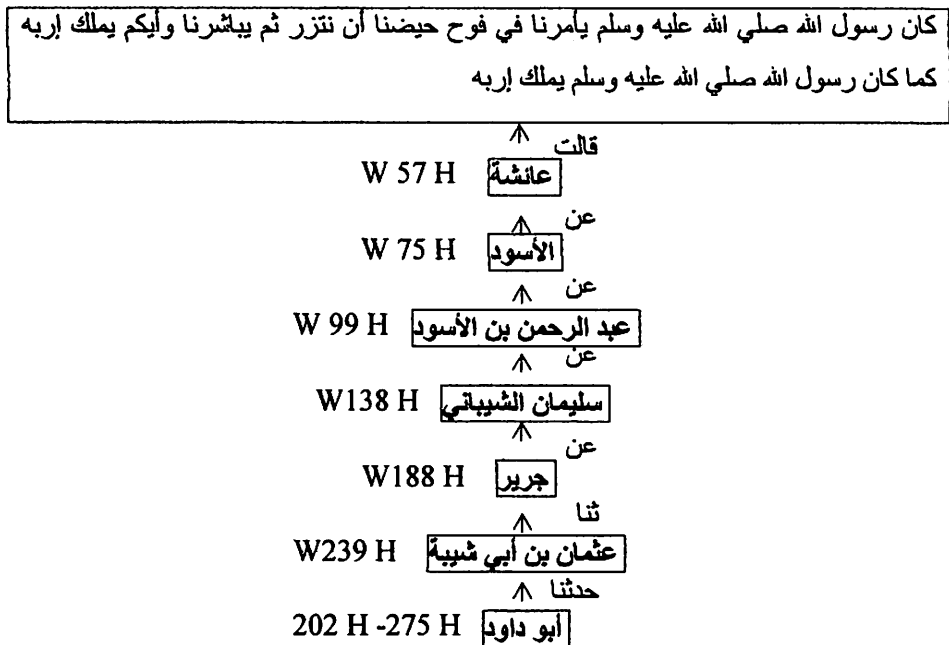 كان رسول الله صلي الله عليه وسلم يأمرنا في فوح حيضنا أن نتزر ثم يباشرنا وأيكم يملك إربه
كما كان رسول الله صلي الله عليه وسلم يملك إربه
قالت
عائشة W 57 H
عن
الأسود W 75 H
عن
عبد الرحمن بن الأسود W 99 H
عن
سليمان الشيباني W138 H
عن
جرير W188 H
ثنا
عثمان بن أبي شيبة W239 H
حدثنا
أبو داود 202 H -275 H